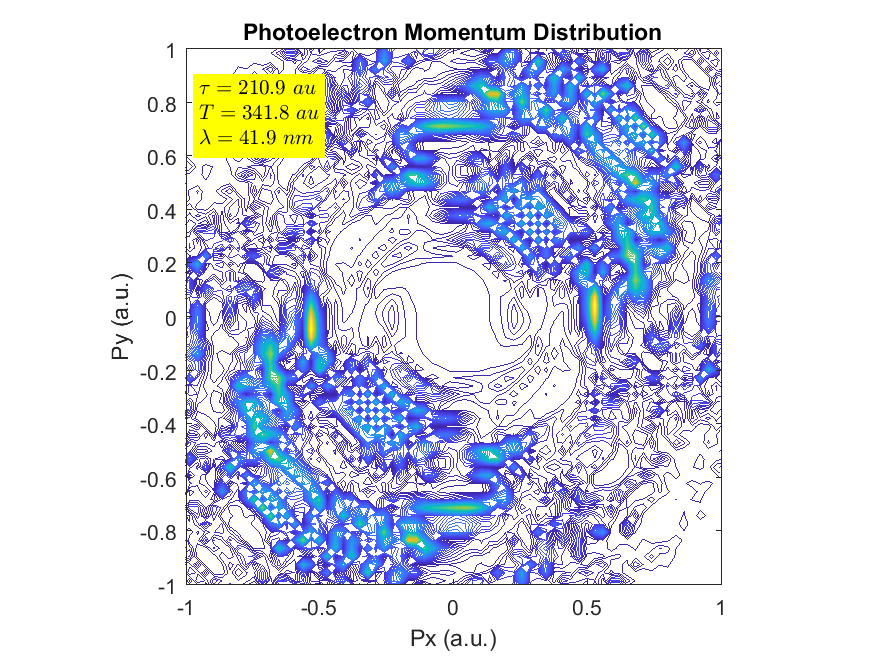 Photoelectron Momentum Distribution
τ = 210.9 au
T = 341.8 au
λ = 41.9 nm
1
0.8
0.6
0.4
0.2
0
-0.2
-0.4
-0.6
-0.8
-1
Py (a.u.)
-1 -0.5 0 0.5 1
Px (a.u.)